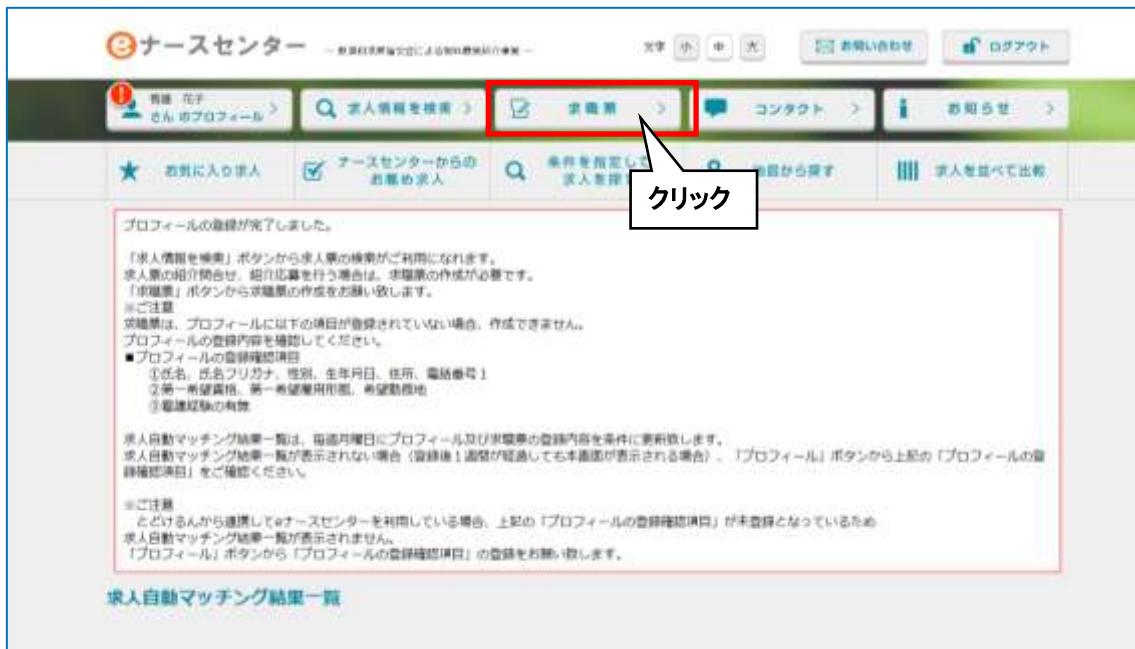 eナースセンター
文字 小 中 大
お問い合わせ
ログアウト
看護 花子
さん のプロフィール
求人情報を検索
求職票
コンタクト
お知らせ
お気に入り求人
ナースセンターからの
お薦め求人
条件を指定して
求人を探す
地図から探す
求人を並べて比較
クリック
プロフィールの登録が完了しました。
「求人情報を検索」ボタンから求人票の検索がご利用になれます。
求人票の紹介問合せ、紹介応募を行う場合は、求職票の作成が必要です。
「求職票」ボタンから求職票の作成をお願い致します。
※ご注意
求職票は、プロフィールに以下の項目が登録されていない場合、作成できません。
プロフィールの登録内容を確認してください。
■プロフィールの登録確認項目
①氏名、氏名フリガナ、性別、生年月日、住所、電話番号1
②第一希望資格、第一希望雇用形態、希望勤務地
③看護経験の有無
求人自動マッチング結果一覧は、毎週月曜日にプロフィール及び求職票の登録内容を条件に更新致します。
求人自動マッチング結果一覧が表示されない場合(登録後1週間が経過しても本画面が表示される場合)、「プロフィール」ボタンから上記の「プロフィールの登
録確認項目」をご確認ください。
※ご注意
とどけるんから連携してeナースセンターを利用している場合、上記の「プロフィールの登録確認項目」が未登録となっているため
求人自動マッチング結果一覧が表示されません。
「プロフィール」ボタンから「プロフィールの登録確認項目」の登録をお願い致します。
求人自動マッチング結果一覧